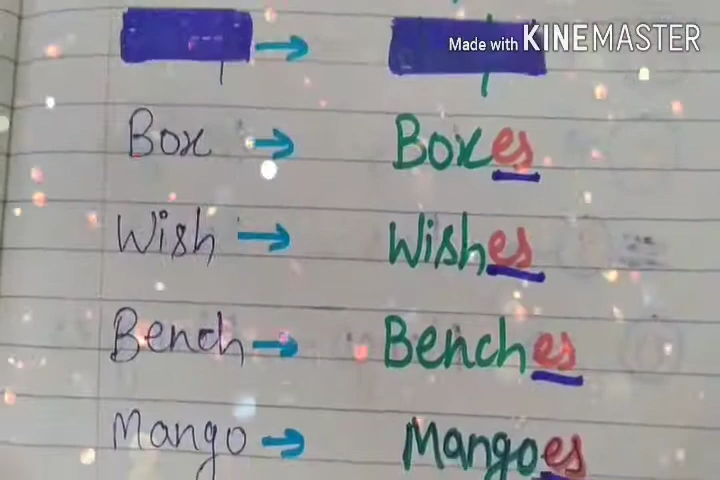 Made with KINEMASTER
Box → Boxes
Wish → Wishes
Bench → Benches
Mango → Mangoes